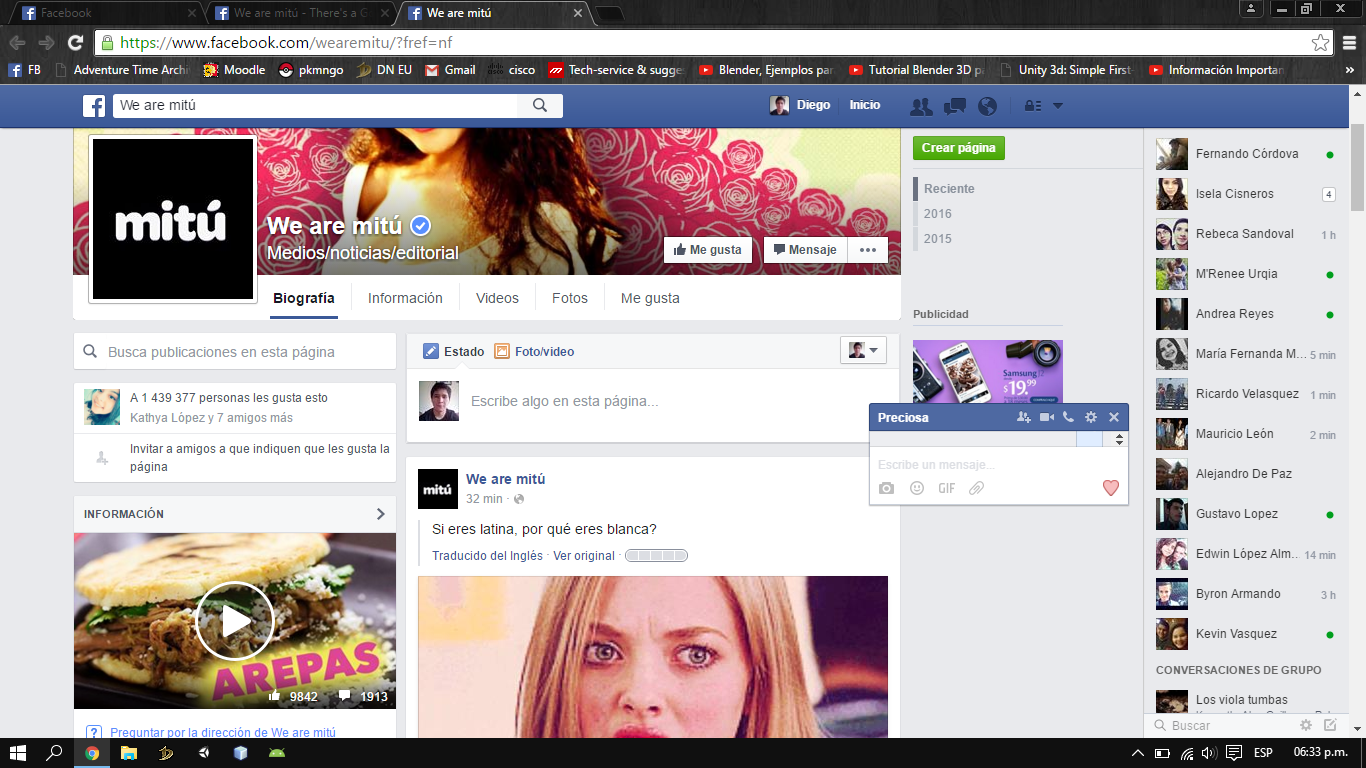 Facebook
We are mitú - There's a G
We are mitú
https://www.facebook.com/wearemitu/?fref=nf
FB
Adventure Time Archi
Moodle
pkmngo
DN EU
Gmail
cisco
Tech-service & sugge
Blender, Ejemplos par
Tutorial Blender 3D p
Unity 3d: Simple First-
Información Importan
»
We are mitú
Diego
Inicio
mitú
We are mitú
Medios/noticias/editorial
Me gusta
Mensaje
Biografía
Información
Videos
Fotos
Me gusta
Busca publicaciones en esta página
A 1 439 377 personas les gusta esto
Kathya López y 7 amigos más
Invitar a amigos a que indiquen que les gusta la
página
INFORMACIÓN
AREPAS
9842
1913
Preguntar por la dirección de We are mitú
Estado
Foto/video
Escribe algo en esta página...
mitú
We are mitú
32 min ·
Si eres latina, por qué eres blanca?
Traducido del Inglés · Ver original ·
Crear página
Reciente
2016
2015
Publicidad
Samsung
$19.99
Preciosa
Escribe un mensaje...
GIF
Fernando Córdova
Isela Cisneros
4
Rebeca Sandoval
1 h
M'Renee Urqia
Andrea Reyes
María Fernanda M...
5 min
Ricardo Velasquez
1 min
Mauricio León
2 min
Alejandro De Paz
Gustavo Lopez
Edwin López Alm...
14 min
Byron Armando
3 h
Kevin Vasquez
CONVERSACIONES DE GRUPO
Los viola tumbas
Buscar
ESP
06:33 p.m.